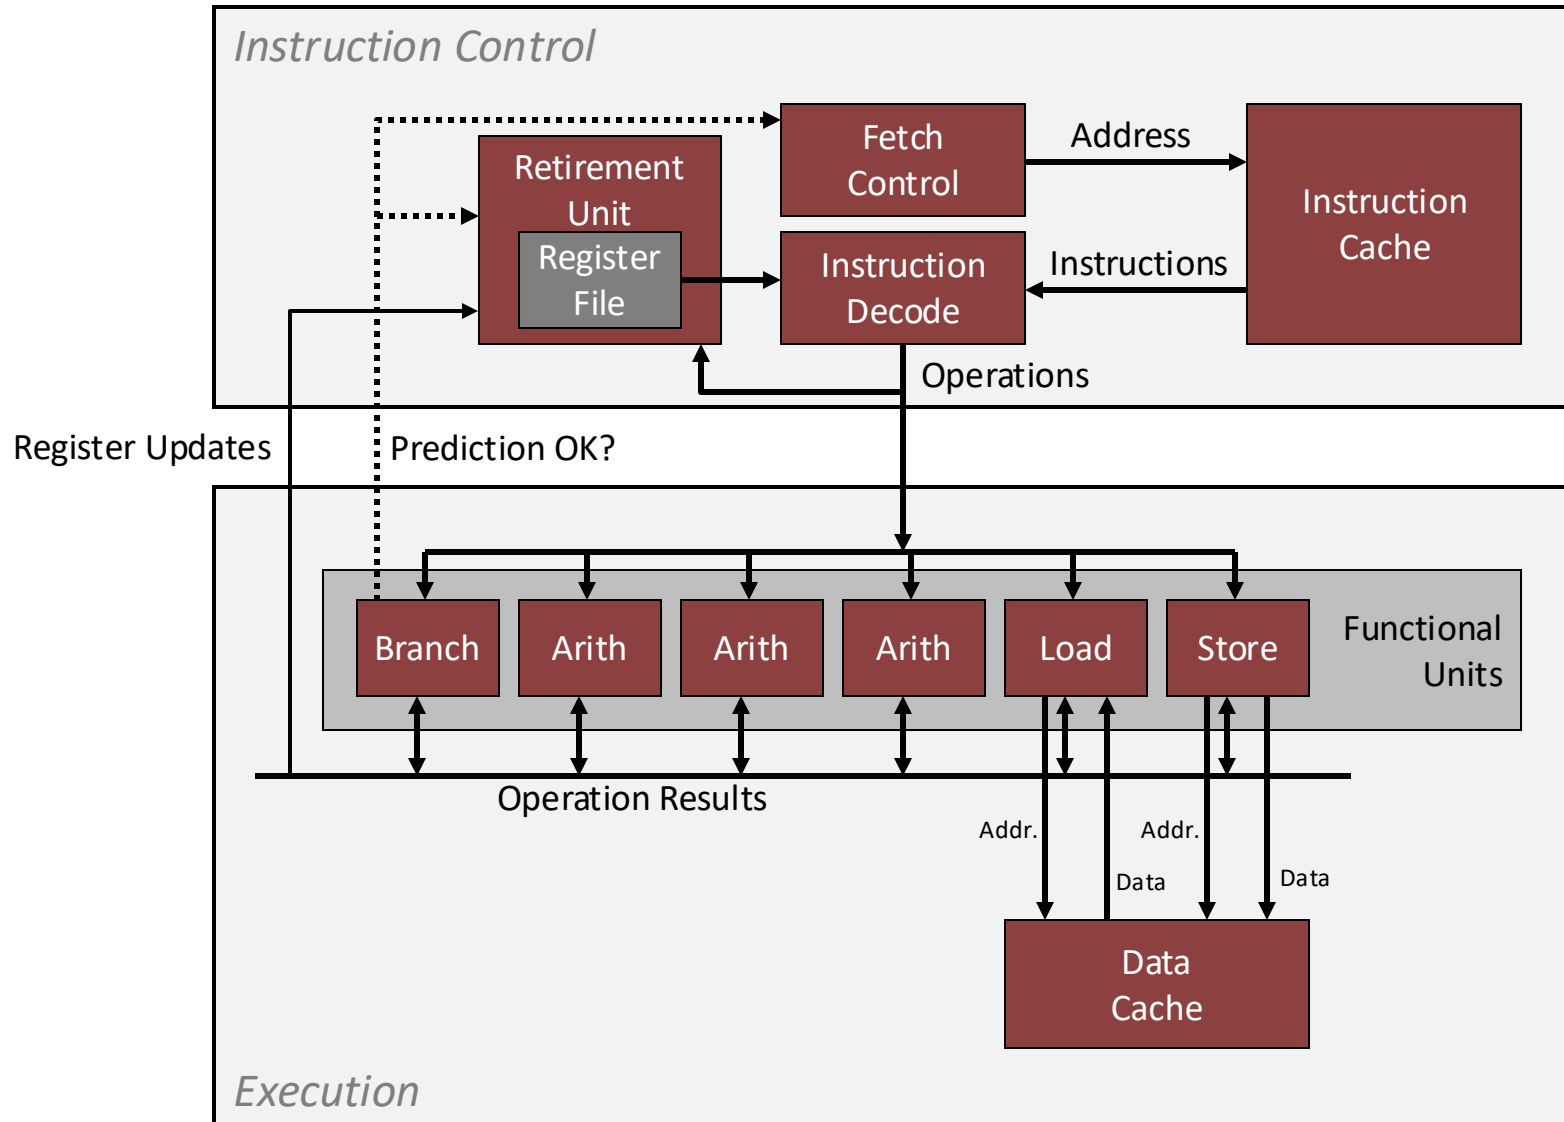 Instruction Control
Fetch
Control
Address
Instruction
Cache
Retirement
Unit
Register
File
Instruction
Decode
Instructions
Operations
Register Updates
Prediction OK?
Branch
Arith
Arith
Arith
Load
Store
Functional
Units
Operation Results
Addr.
Addr.
Data
Data
Data
Cache
Execution